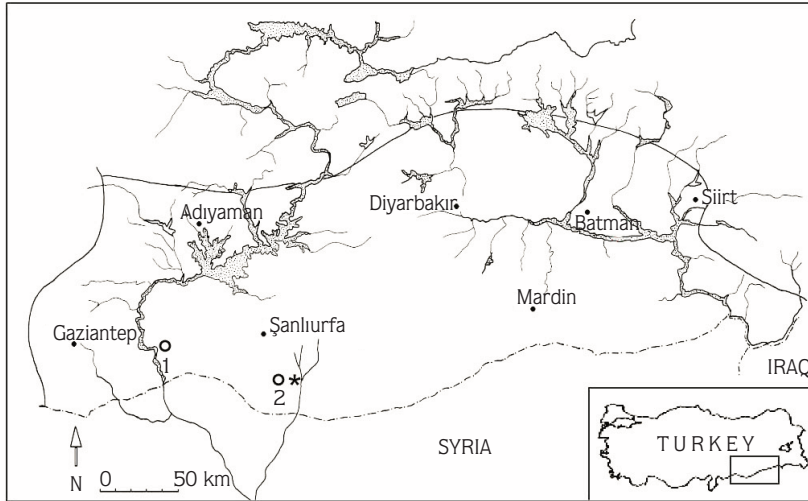 Adıyaman
Diyarbakır
Batman
Siirt
Gaziantep
1
Şanlıurfa
Mardin
2
*
IRAQ
SYRIA
TURKEY
N
0 50 km